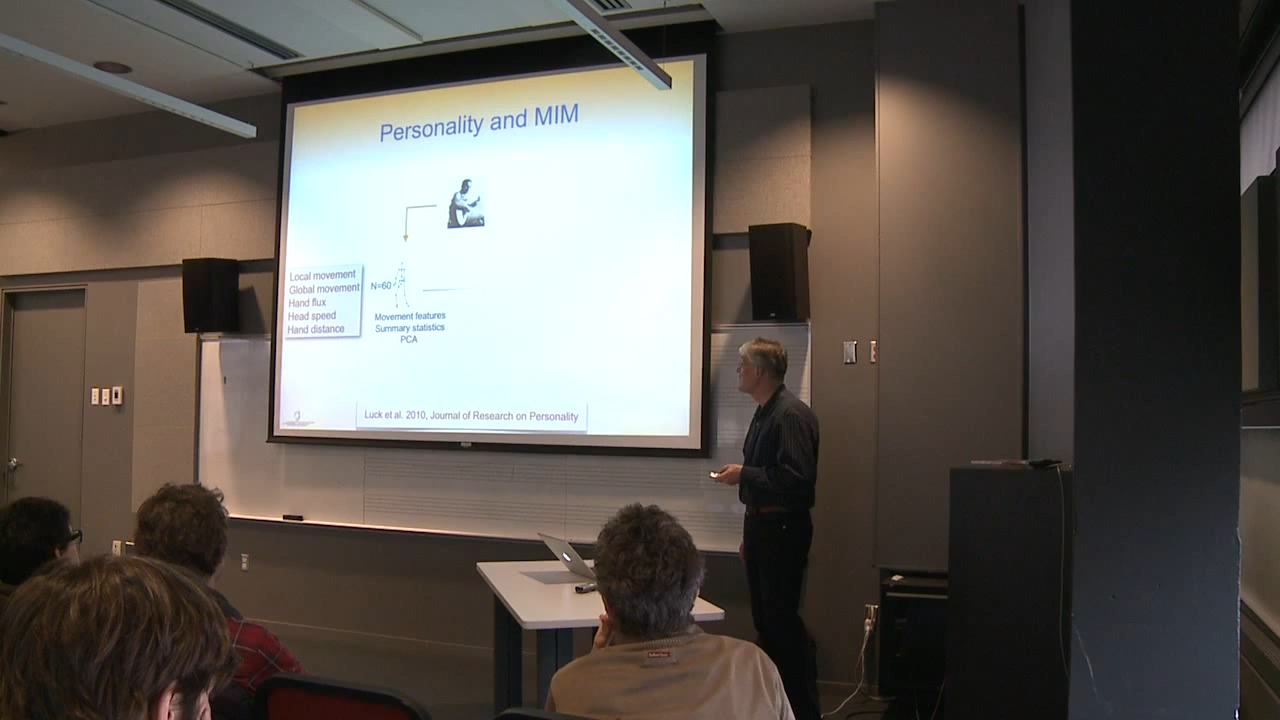 Personality and MIM
Local movement
Global movement
Hand flux
Head speed
Hand distance
N=60
Movement features
Summary statistics
PCA
Luck et al. 2010, Journal of Research on Personality